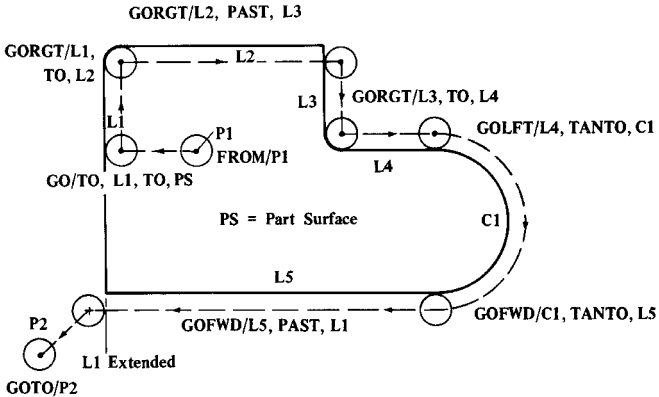 GORGT/L2, PAST, L3
GORGT/L1,
TO, L2
L2
L1
L3
GORGT/L3, TO, L4
P1
FROM/P1
GOLFT/L4, TANTO, C1
L4
GO/TO, L1, TO, PS
PS = Part Surface
C1
L5
P2
GOFWD/L5, PAST, L1
GOFWD/C1, TANTO, L5
L1 Extended
GOTO/P2